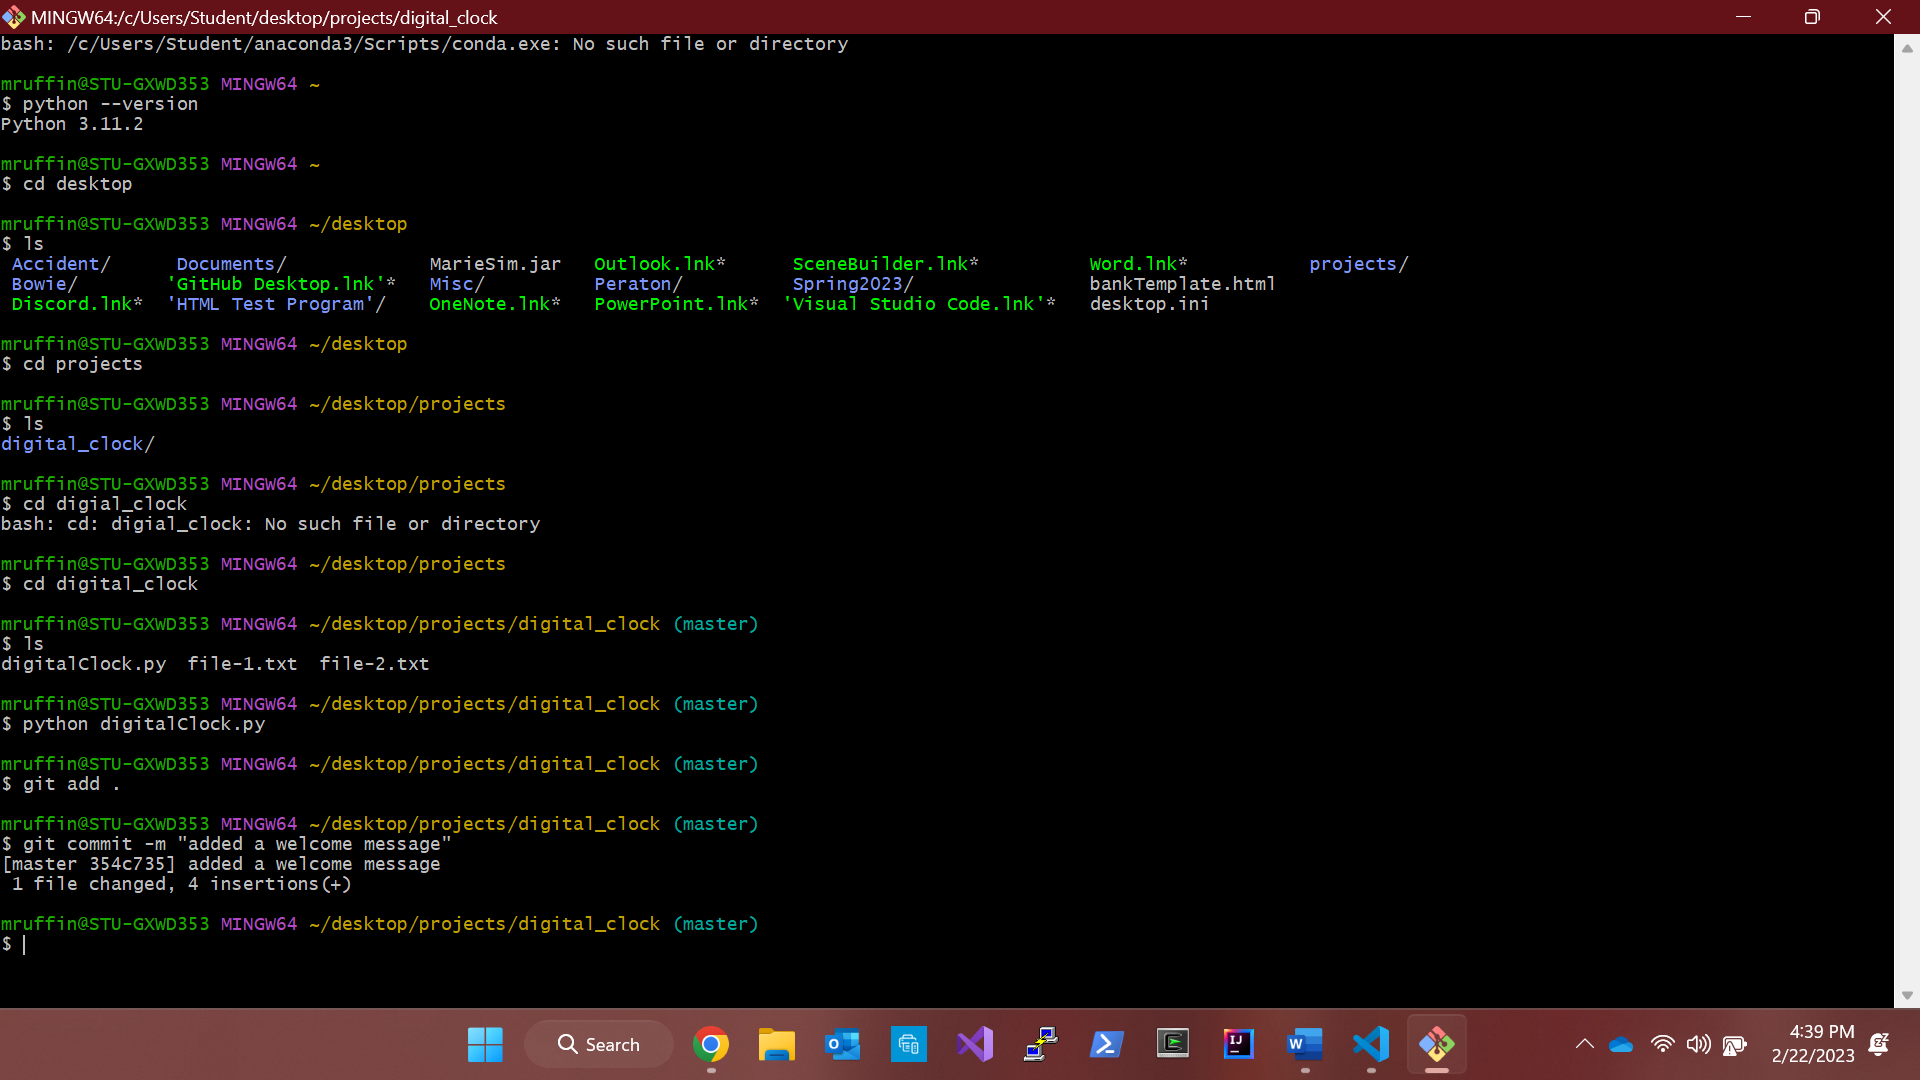 MINGW64:/c/Users/Student/desktop/projects/digital_clock
bash: /c/Users/Student/anaconda3/Scripts/conda.exe: No such file or directory
mruffin@STU-GXWD353 MINGW64 ~
$ python --version
Python 3.11.2
mruffin@STU-GXWD353 MINGW64 ~
$ cd desktop
mruffin@STU-GXWD353 MINGW64 ~/desktop
$ ls
Accident/ Documents/ MarieSim.jar Outlook.lnk* SceneBuilder.lnk* Word.lnk* projects/
Bowie/ 'GitHub Desktop.lnk'* Misc/ Peraton/ Spring2023/ bankTemplate.html
Discord.lnk* 'HTML Test Program'/ OneNote.lnk* PowerPoint.lnk* 'Visual Studio Code.lnk'* desktop.ini
mruffin@STU-GXWD353 MINGW64 ~/desktop
$ cd projects
mruffin@STU-GXWD353 MINGW64 ~/desktop/projects
$ ls
digital_clock/
mruffin@STU-GXWD353 MINGW64 ~/desktop/projects
$ cd digial_clock
bash: cd: digial_clock: No such file or directory
mruffin@STU-GXWD353 MINGW64 ~/desktop/projects
$ cd digital_clock
mruffin@STU-GXWD353 MINGW64 ~/desktop/projects/digital_clock (master)
$ ls
digitalClock.py file-1.txt file-2.txt
mruffin@STU-GXWD353 MINGW64 ~/desktop/projects/digital_clock (master)
$ python digitalClock.py
mruffin@STU-GXWD353 MINGW64 ~/desktop/projects/digital_clock (master)
$ git add .
mruffin@STU-GXWD353 MINGW64 ~/desktop/projects/digital_clock (master)
$ git commit -m "added a welcome message"
[master 354c735] added a welcome message
1 file changed, 4 insertions(+)
mruffin@STU-GXWD353 MINGW64 ~/desktop/projects/digital_clock (master)
$
Search
4:39 PM
2/22/2023